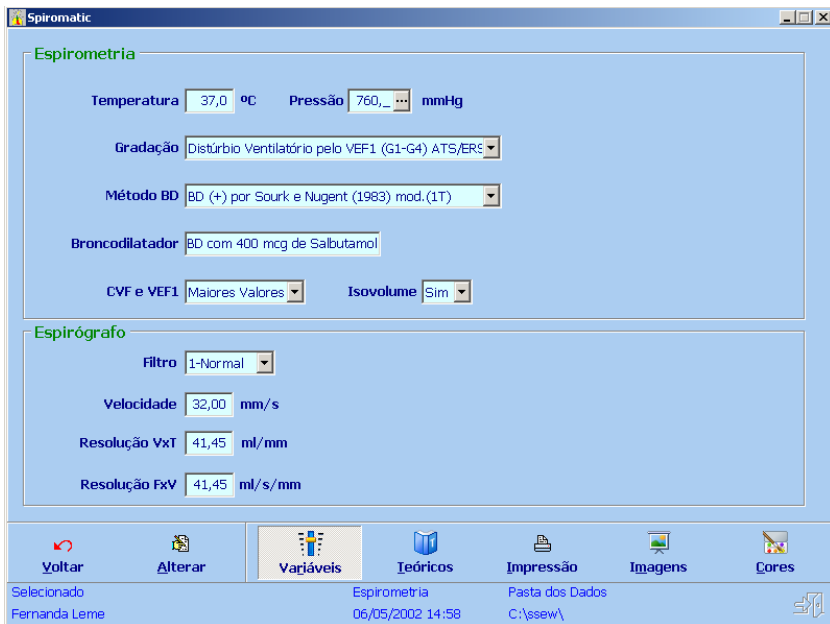 Spiromatic
Espirometria
Temperatura 37,0 ºC Pressão 760,_ ... mmHg
Gradação Distúrbio Ventilatório pelo VEF1 (G1-G4) ATS/ERS
Método BD BD (+) por Sourk e Nugent (1983) mod.(1T)
Broncodilatador BD com 400 mcg de Salbutamol
CVF e VEF1 Maiores Valores Isovolume Sim
Espirógrafo
Filtro 1-Normal
Velocidade 32,00 mm/s
Resolução VxT 41,45 ml/mm
Resolução FxV 41,45 ml/s/mm
Voltar Alterar Variáveis Teóricos Impressão Imagens Cores
Selecionado Espirometria Pasta dos Dados
Fernanda Leme 06/05/2002 14:58 C:\ssew\